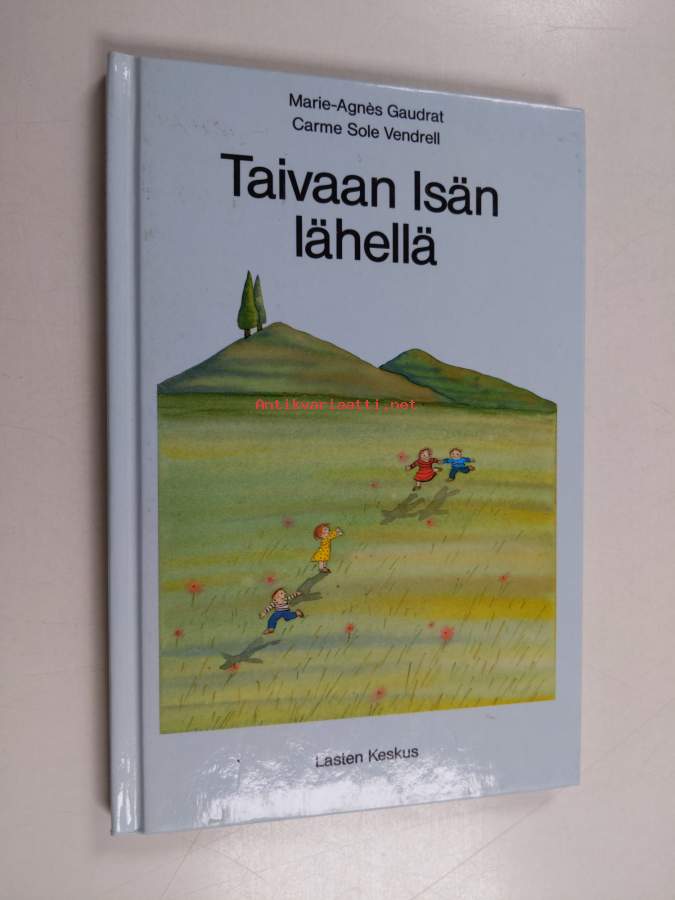 Marie-Agnès Gaudrat
Carme Sole Vendrell
Taivaan Isän
lähellä
Antikvariaatti.net
Lasten Keskus